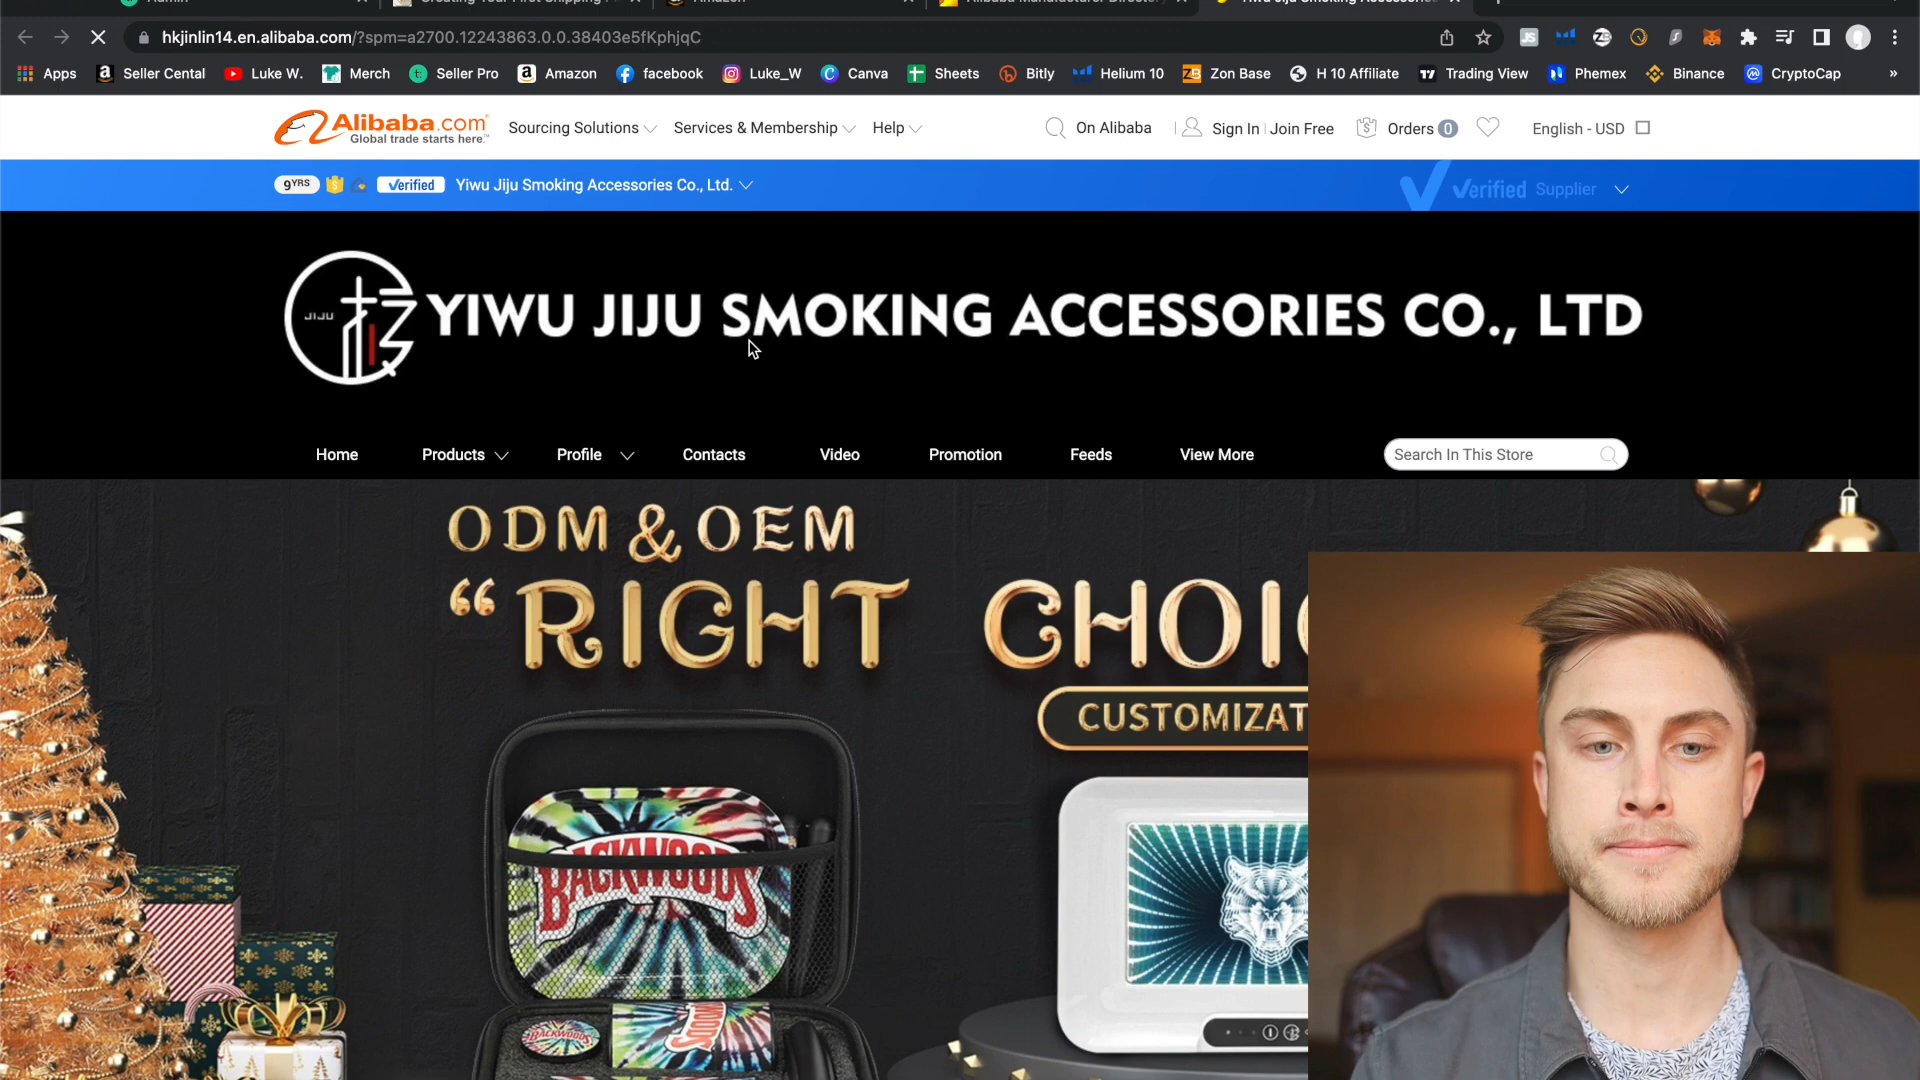 hkjinlin14.en.alibaba.com/?spm=a2700.12243863.0.0.38403e5fKphjqC
Apps Seller Cental Luke W. Merch Seller Pro Amazon facebook Luke_W Canva Sheets Bitly Helium 10 Zon Base H 10 Affiliate Trading View Phemex Binance CryptoCap »
Alibaba.com
Global trade starts here.™
Sourcing Solutions Services & Membership Help On Alibaba Sign In Join Free Orders 0 English - USD
9YRS Verified Yiwu Jiju Smoking Accessories Co., Ltd. Verified Supplier
JIJU
YIWU JIJU SMOKING ACCESSORIES CO., LTD
Home Products Profile Contacts Video Promotion Feeds View More Search In This Store
ODM & OEM
“RIGHT CHOI
CUSTOMIZAT
BACKWOODS
BACKWOODS